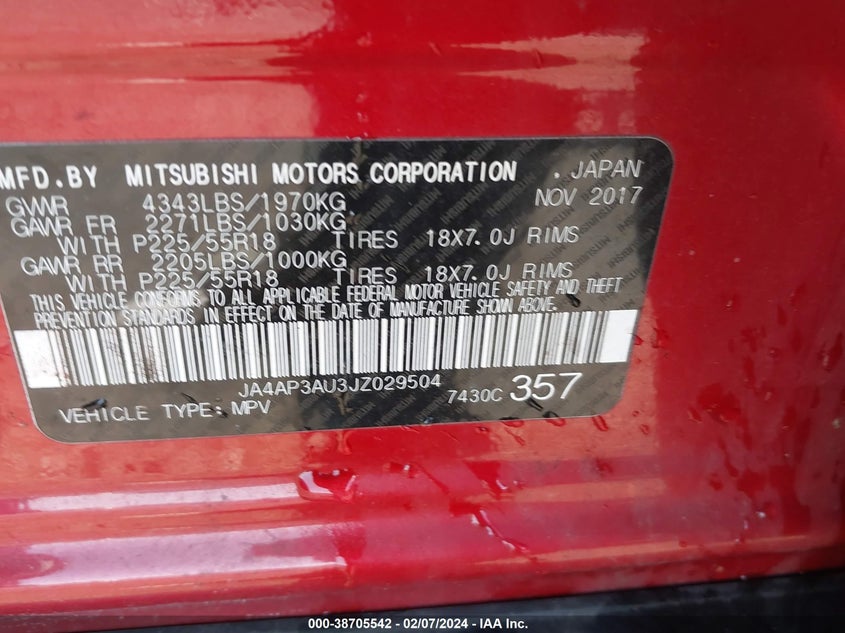 MFD.BY MITSUBISHI MOTORS CORPORATION . JAPAN
GVWR 4343LBS/1970KG NOV 2017
GAWR FR 2271LBS/1030KG
WITH P225/55R18 TIRES 18X7.0J RIMS
GAWR RR 2205LBS/1000KG
WITH P225/55R18 TIRES 18X7.0J RIMS
THIS VEHICLE CONFORMS TO ALL APPLICABLE FEDERAL MOTOR VEHICLE SAFETY AND THEFT
PREVENTION STANDARDS IN EFFECT ON THE DATE OF MANUFACTURE SHOWN ABOVE.
JA4AP3AU3JZ029504
VEHICLE TYPE: MPV 7430C 357
000-38705542 - 02/07/2024 - COPYRIGHT IAA, Inc.